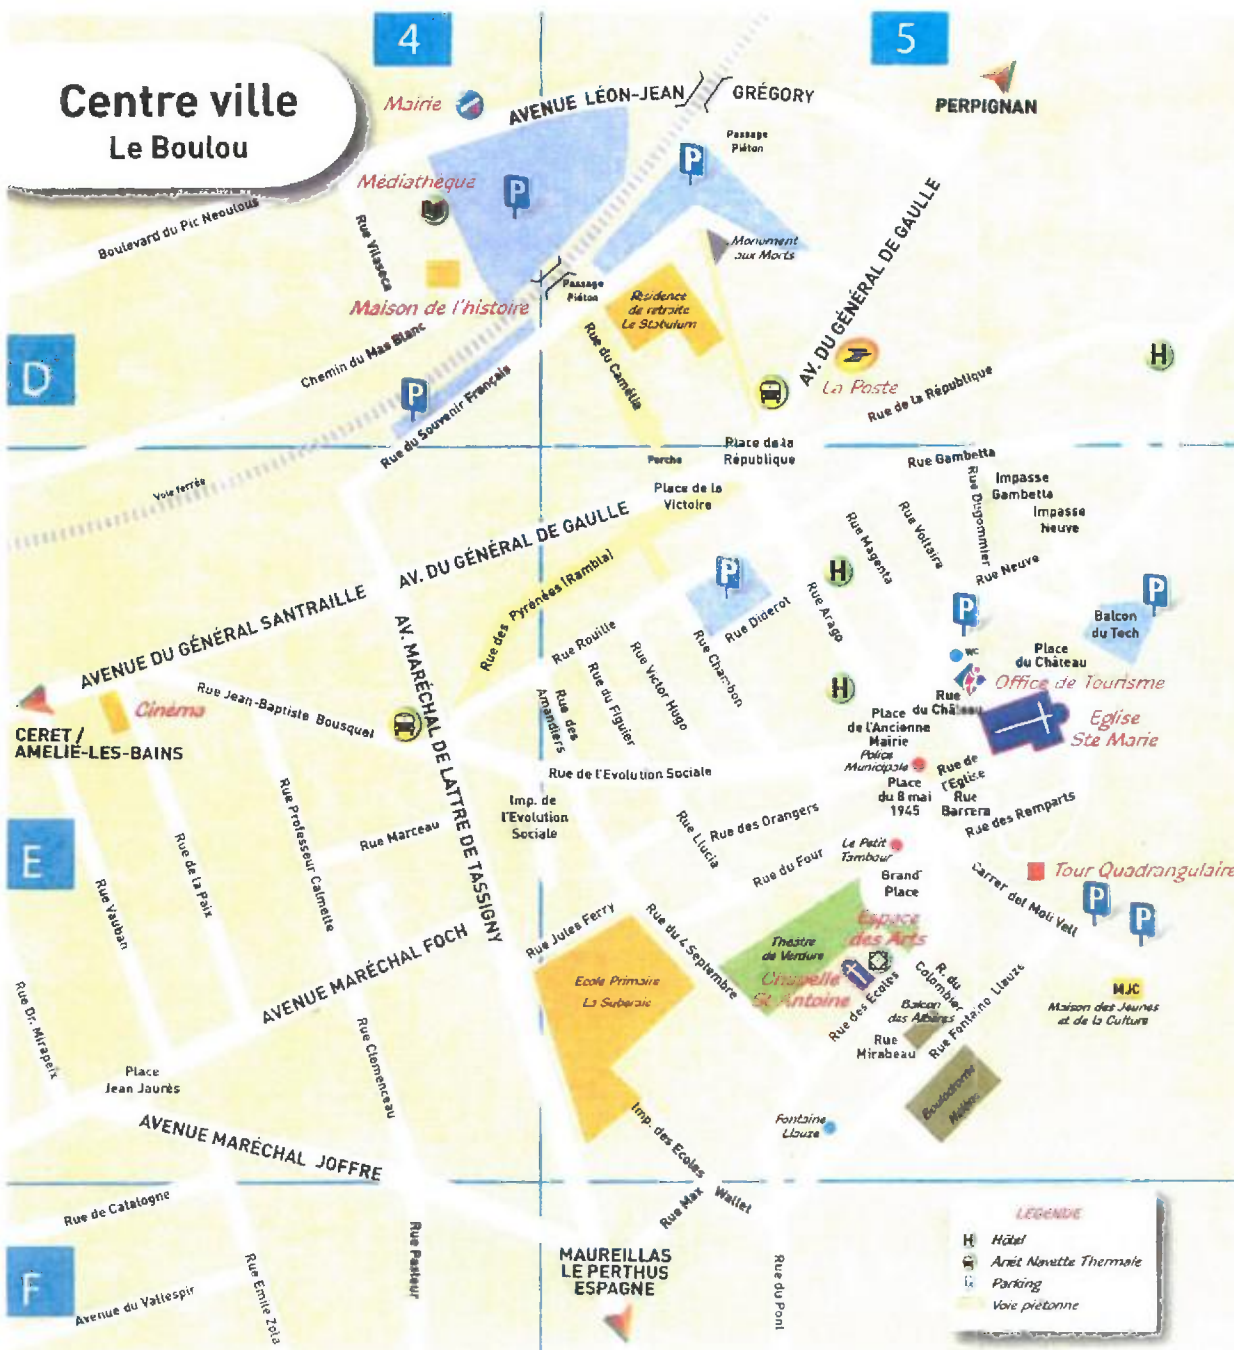 Centre ville
Le Boulou
4
5
D
E
F
Mairie
AVENUE LÉON-JEAN
GRÉGORY
PERPIGNAN
Passage
Piéton
Médiathèque
P
P
Boulevard du Pic Neoulous
Rue Vilaseca
Monument
aux Morts
AV. DU GÉNÉRAL DE GAULLE
Passage
Piéton
Maison de l'histoire
Résidence
de retraite
Le Stabulum
Chemin du Mas Blanc
Rue du Camélia
La Poste
H
P
Rue du Souvenir Français
Rue de la République
Place de la
République
Porche
Rue Gambetta
Voie ferrée
Place de la
Victoire
Rue Dugommier
Impasse
Gambetta
Impasse
Neuve
AV. DU GÉNÉRAL DE GAULLE
Rue Magenta
Rue Voltaire
Rue des Pyrénées (Rambla)
P
H
Rue Neuve
AVENUE DU GÉNÉRAL SANTRAILLE
Rue Diderot
Rue Arago
P
P
Balcon
du Tech
Rue Rouille
Rue Chambon
WC
Place
du Château
Office de Tourisme
Rue Jean-Baptiste Bousquel
AV. MARÉCHAL DE LATTRE DE TASSIGNY
Rue des
Amandiers
Rue du Figuier
Rue Victor Hugo
H
Rue
du Château
Cinéma
CERET /
AMELIE-LES-BAINS
Place
de l'Ancienne
Mairie
Eglise
Ste Marie
Police
Municipale
Rue de
l'Eglise
Rue de l'Evolution Sociale
Imp. de
l'Evolution
Sociale
Place
du 8 mai
1945
Rue
Barrera
Rue des Remparts
Rue Professeur Calmette
Rue Marceau
Rue Llucia
Rue des Orangers
Rue de la Paix
Rue du Four
Le Petit
Tambour
Grand'
Place
Tour Quadrangulaire
Rue Vauban
Carrer del Moli Vell
P
P
AVENUE MARÉCHAL FOCH
Rue Jules Ferry
Rue du 4 Septembre
Espace
des Arts
Théâtre
de Verdure
Chapelle
St Antoine
Ecole Primaire
La Suberaie
Rue des Ecoles
R. du
Colombier
Balcon
des Albères
Rue Fontaine Llauze
MJC
Maison des Jeunes
et de la Culture
Rue Dr. Mirapeix
Rue Clemenceau
Rue
Mirabeau
Place
Jean Jaurès
Boulodrome
AVENUE MARÉCHAL JOFFRE
Imp. des Ecoles
Fontaine
Llauze
Rue de Catalogne
Rue Max Wallet
Rue Pasteur
MAUREILLAS
LE PERTHUS
ESPAGNE
Rue du Pont
Avenue du Vallespir
Rue Emile Zola
LEGENDE
H Hôtel
Arrêt Navette Thermale
P Parking
Voie piétonne